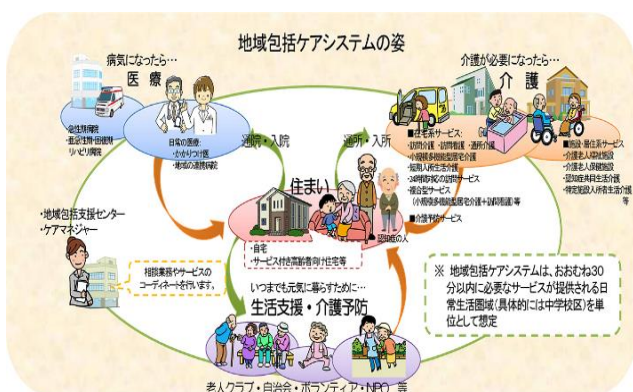 地域包括ケアシステムの姿
病気になったら…
医療
介護が必要になったら…
介護
・急性期病院
・亜急性期・回復期
リハビリ病院
日常の医療:
・かかりつけ医
・地域の連携病院
通院・入院
通所・入所
■在宅系サービス:
・訪問介護 ・訪問看護 ・通所介護
・小規模多機能型居宅介護
・短期入所生活介護
・24時間対応の訪問サービス
・複合型サービス
(小規模多機能型居宅介護+訪問看護)等
■介護予防サービス
■施設・居住系サービス
・介護老人福祉施設
・介護老人保健施設
・認知症共同生活介護
・特定施設入所者生活介護
等
住まい
認知症の人
・自宅
・サービス付き高齢者向け住宅等
・地域包括支援センター
・ケアマネジャー
相談業務やサービスの
コーディネートを行います。
いつまでも元気に暮らすために…
生活支援・介護予防
※ 地域包括ケアシステムは、おおむね30
分以内に必要なサービスが提供される日
常生活圏域(具体的には中学校区)を単
位として想定
老人クラブ・自治会・ボランティア・NPO 等